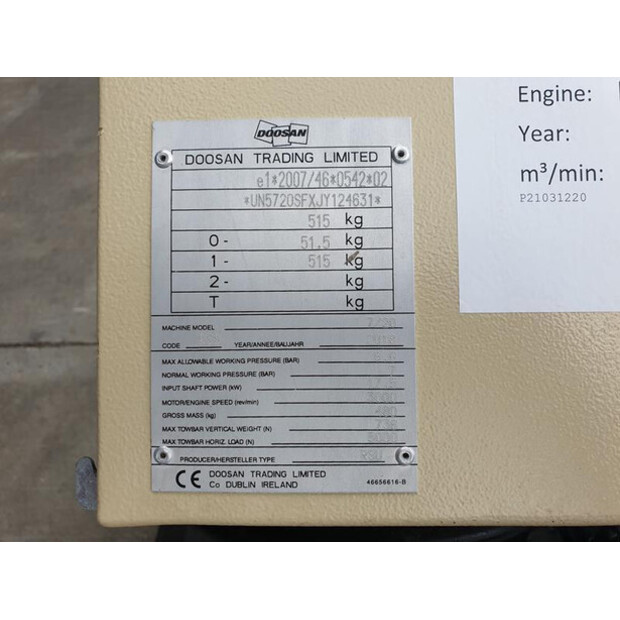 DOOSAN
DOOSAN TRADING LIMITED
e1*2007/46*0542*02
*UN5720SFXJY124631*
515 kg
0- 51.5 kg
1- 515 kg
2- kg
T kg
MACHINE MODEL 7/20
CODE YEAR/ANNEE/BAUJAHR
MAX ALLOWABLE WORKING PRESSURE (BAR)
NORMAL WORKING PRESSURE (BAR)
INPUT SHAFT POWER (kW)
MOTOR/ENGINE SPEED (rev/min)
GROSS MASS (kg)
MAX TOWBAR VERTICAL WEIGHT (N)
MAX TOWBAR HORIZ. LOAD (N)
PRODUCER/HERSTELLER TYPE RSU
CE DOOSAN TRADING LIMITED
Co DUBLIN IRELAND 46656616-B
Engine:
Year:
m³/min:
P21031220